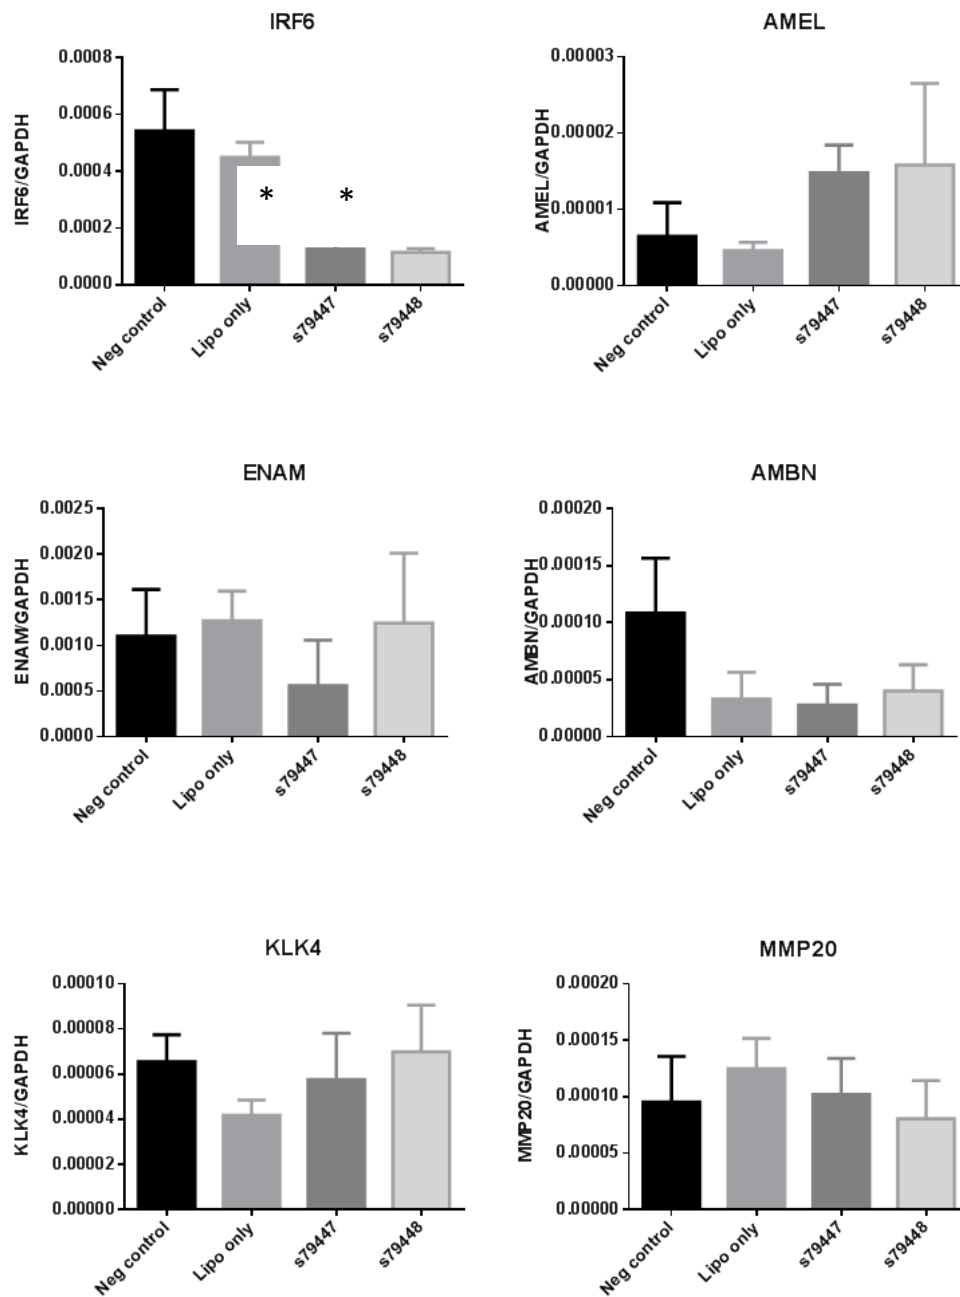 IRF6
IRF6/GAPDH
0.0008
0.0006
0.0004
0.0002
0.0000
* *
Neg control
Lipo only
s79447
s79448
AMEL
AMEL/GAPDH
0.00003
0.00002
0.00001
0.00000
Neg control
Lipo only
s79447
s79448
ENAM
ENAM/GAPDH
0.0025
0.0020
0.0015
0.0010
0.0005
0.0000
Neg control
Lipo only
s79447
s79448
AMBN
AMBN/GAPDH
0.00020
0.00015
0.00010
0.00005
0.00000
Neg control
Lipo only
s79447
s79448
KLK4
KLK4/GAPDH
0.00010
0.00008
0.00006
0.00004
0.00002
0.00000
Neg control
Lipo only
s79447
s79448
MMP20
MMP20/GAPDH
0.00020
0.00015
0.00010
0.00005
0.00000
Neg control
Lipo only
s79447
s79448